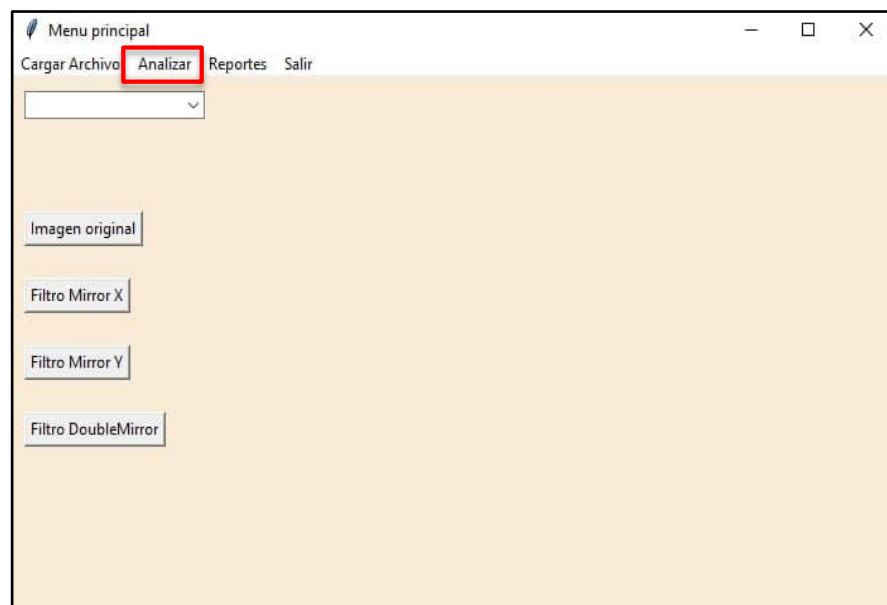 Menu principal
Cargar Archivo Analizar Reportes Salir
Imagen original
Filtro Mirror X
Filtro Mirror Y
Filtro DoubleMirror